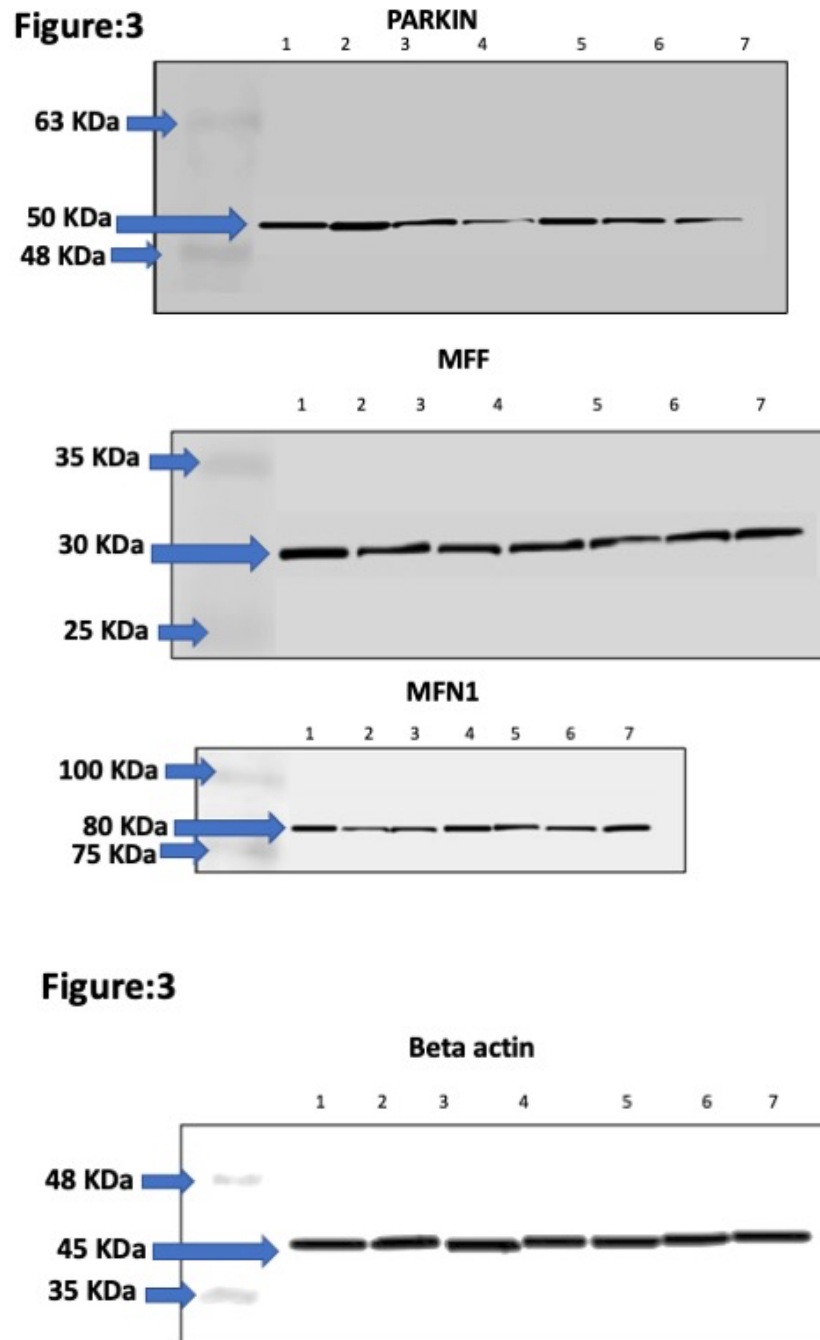 Figure:3
PARKIN
1 2 3 4 5 6 7
63 KDa
50 KDa
48 KDa
MFF
1 2 3 4 5 6 7
35 KDa
30 KDa
25 KDa
MFN1
1 2 3 4 5 6 7
100 KDa
80 KDa
75 KDa
Figure:3
Beta actin
1 2 3 4 5 6 7
48 KDa
45 KDa
35 KDa